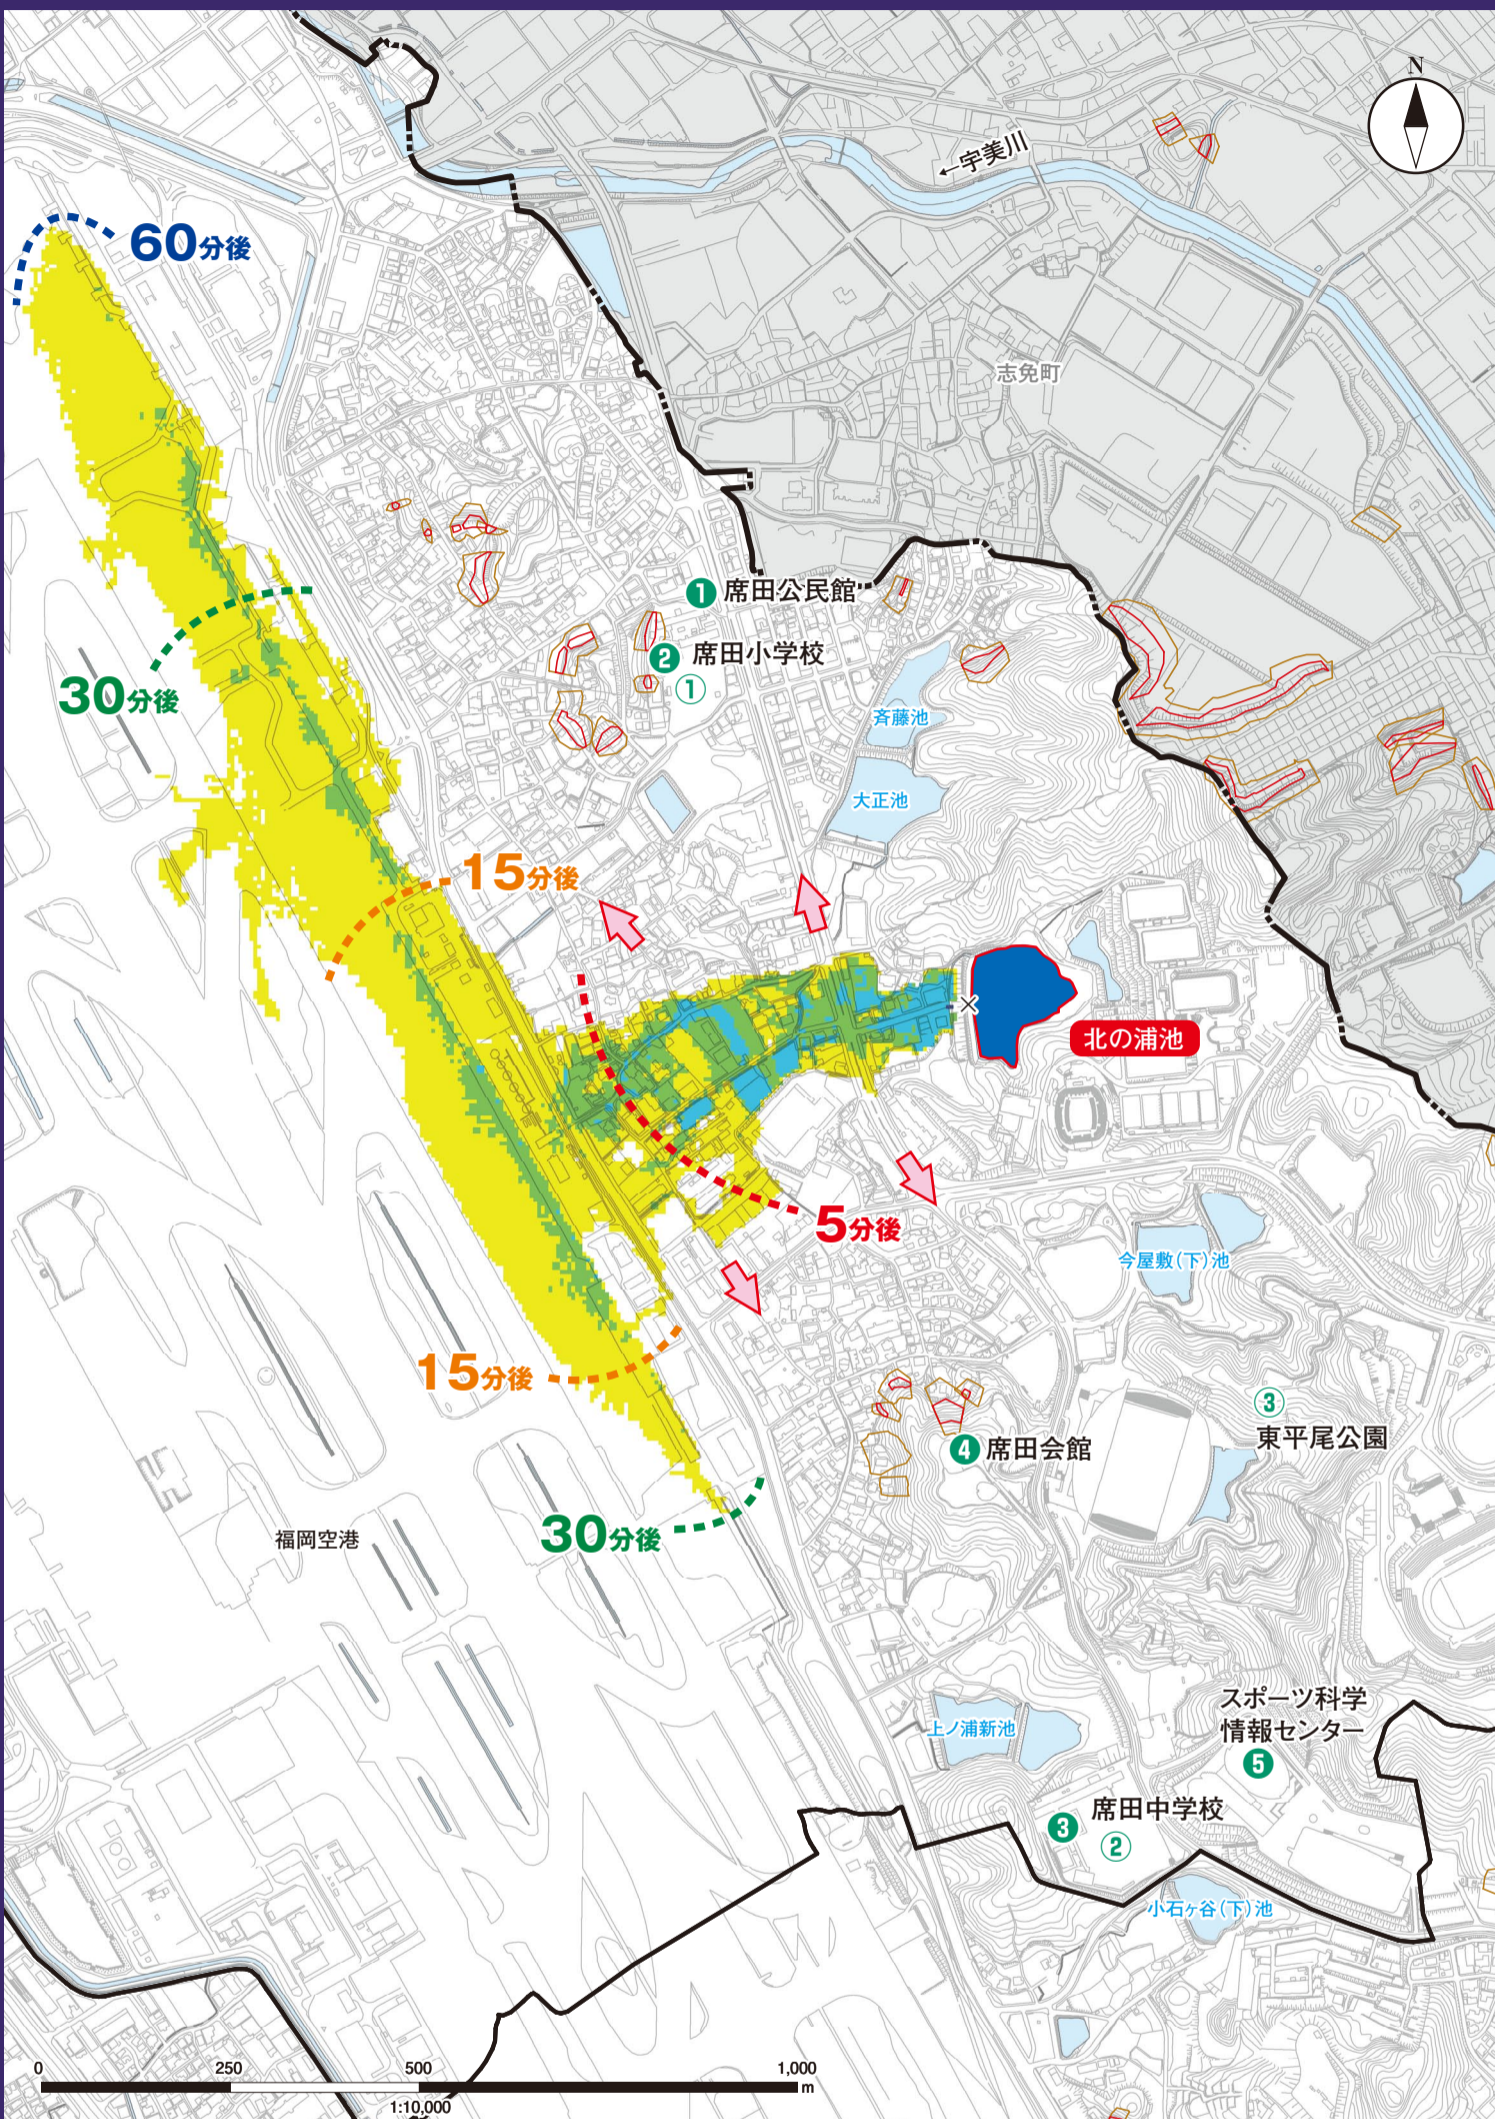 N
←宇美川
60分後
志免町
1 席田公民館
2 席田小学校
①
30分後
斉藤池
大正池
15分後
北の浦池
5分後
今屋敷(下)池
15分後
③
東平尾公園
4 席田会館
30分後
福岡空港
スポーツ科学
情報センター
5
上ノ浦新池
3 席田中学校
②
小石ヶ谷(下)池
0 250 500 1,000
m
1:10,000